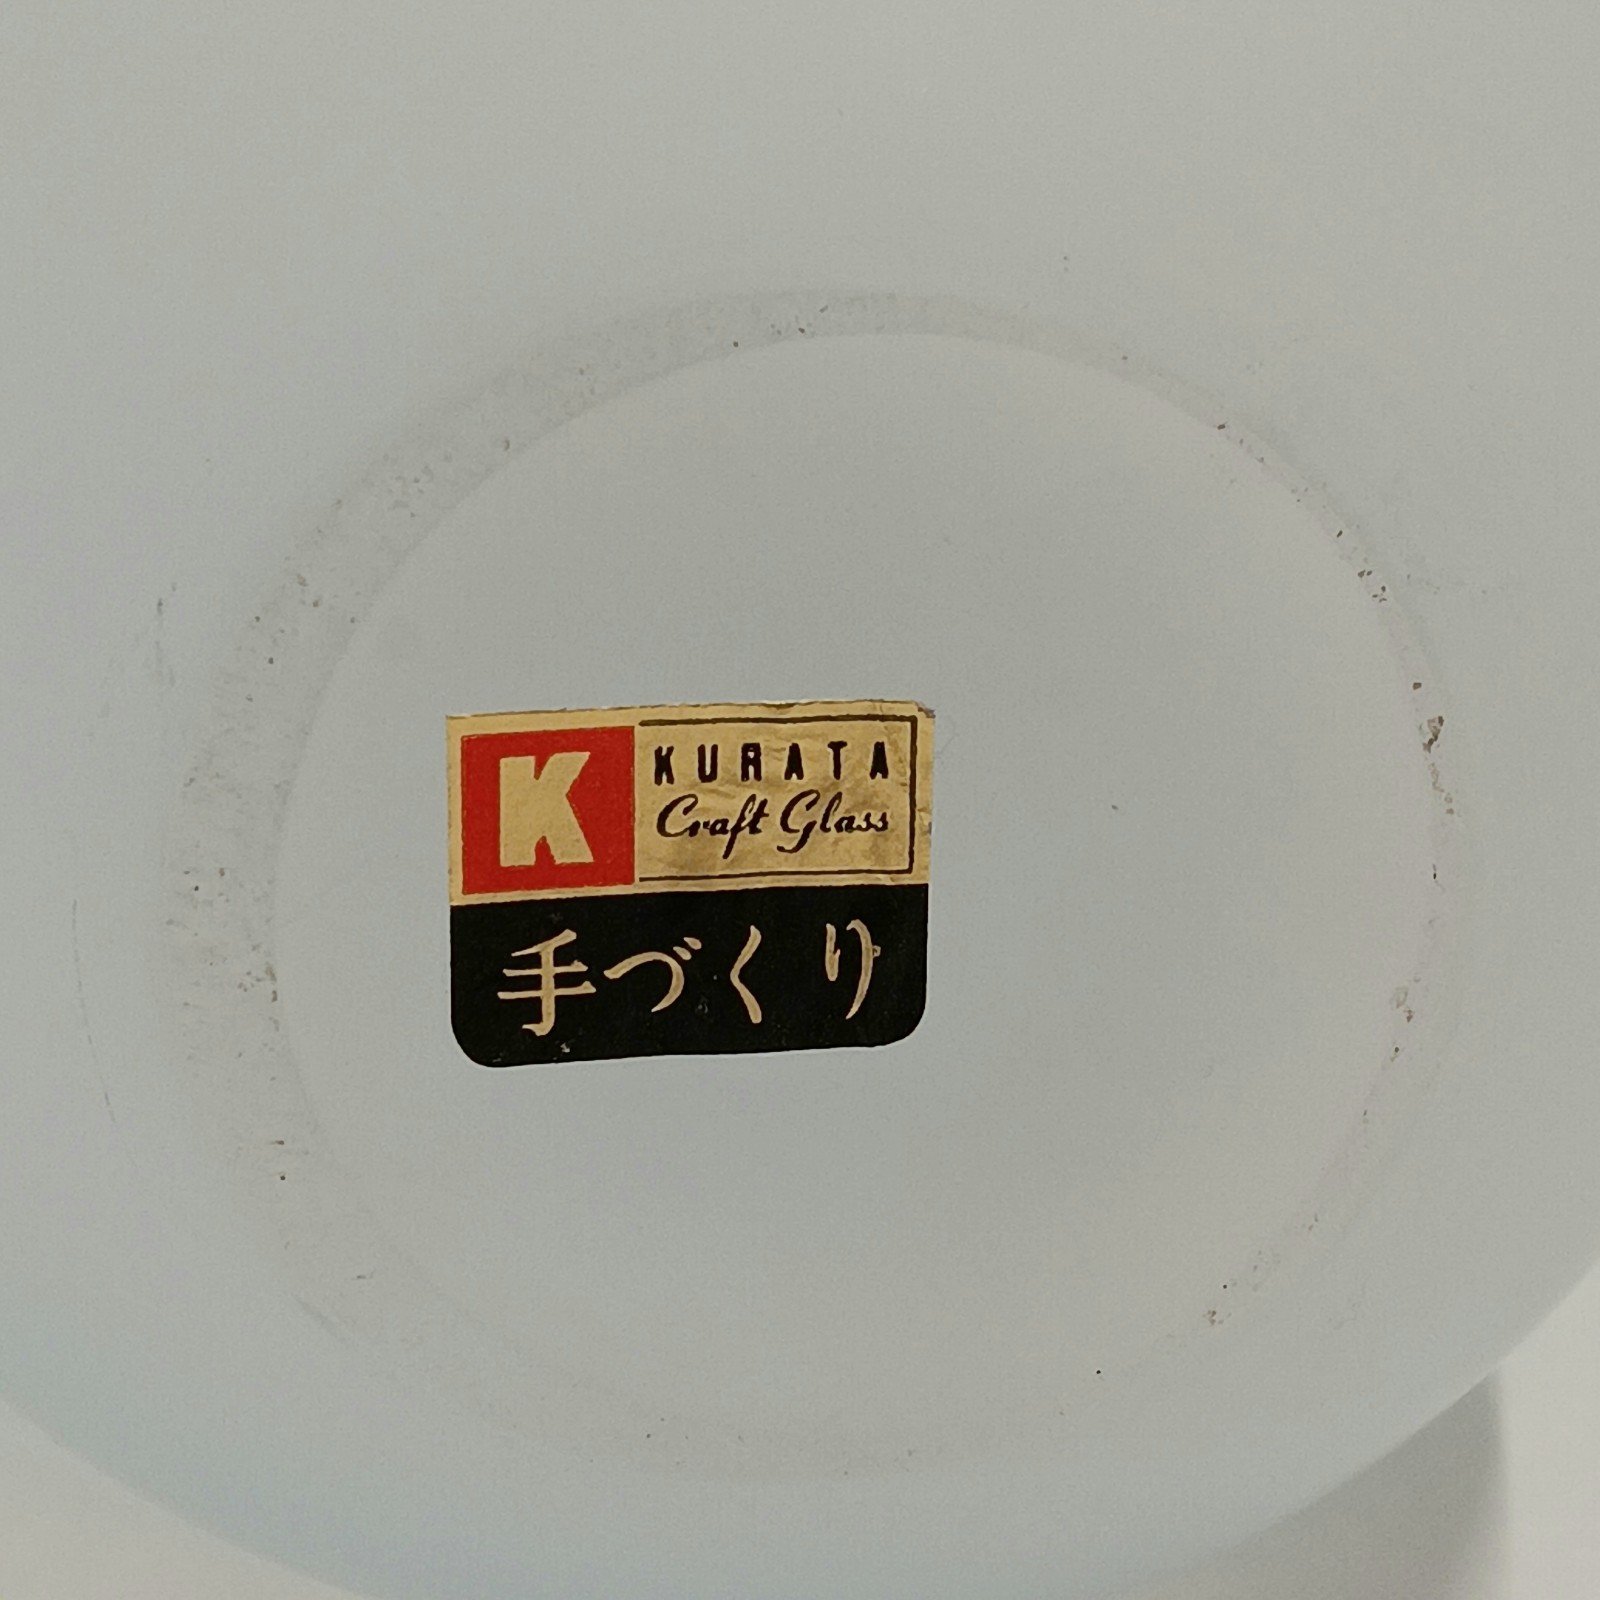 K
KURATA
Craft Glass
手づくり